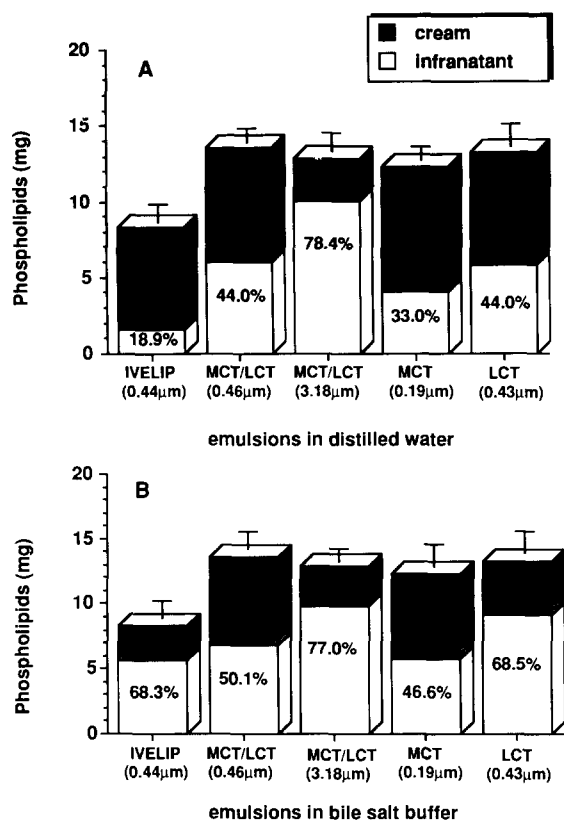 cream
infranatant
A
20
15
10
5
0
Phospholipids (mg)
18.9%
44.0%
78.4%
33.0%
44.0%
IVELIP MCT/LCT MCT/LCT MCT LCT
(0.44µm) (0.46µm) (3.18µm) (0.19µm) (0.43µm)
emulsions in distilled water
B
20
15
10
5
0
Phospholipids (mg)
68.3%
50.1%
77.0%
46.6%
68.5%
IVELIP MCT/LCT MCT/LCT MCT LCT
(0.44µm) (0.46µm) (3.18µm) (0.19µm) (0.43µm)
emulsions in bile salt buffer